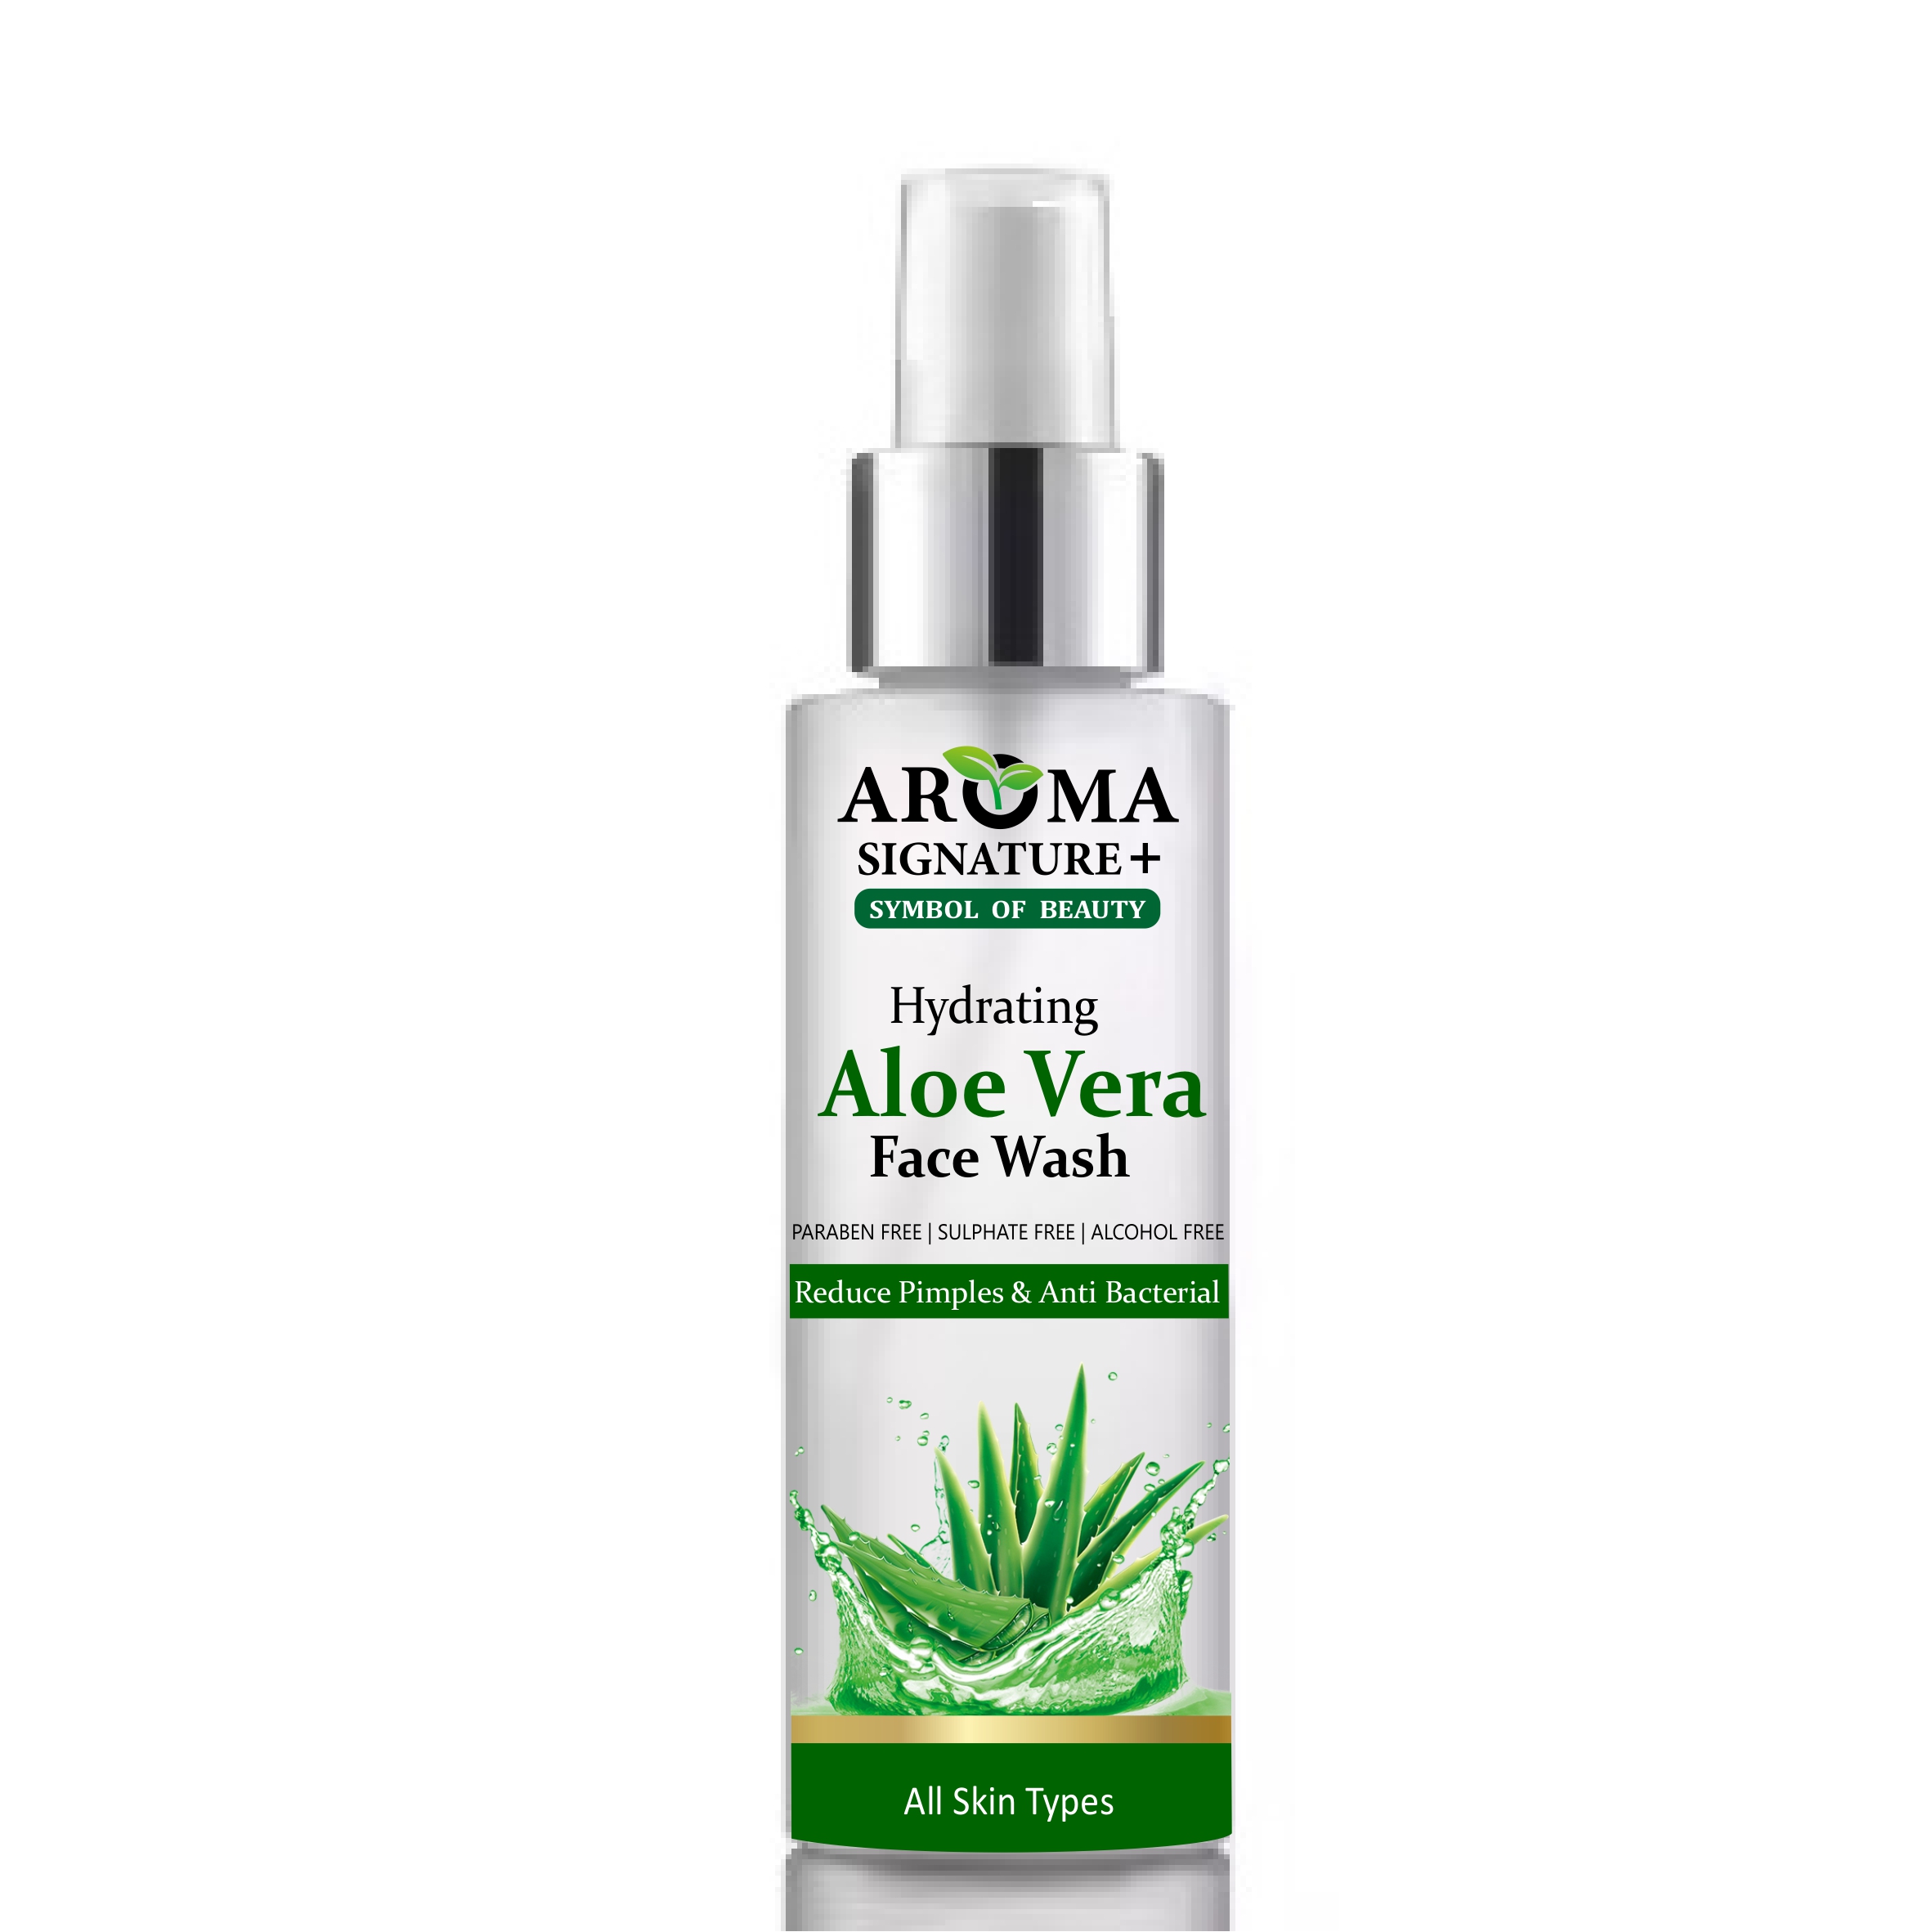 AROMA
SIGNATURE+
SYMBOL OF BEAUTY
Hydrating
Aloe Vera
Face Wash
PARABEN FREE | SULPHATE FREE | ALCOHOL FREE
Reduce Pimples & Anti Bacterial
All Skin Types